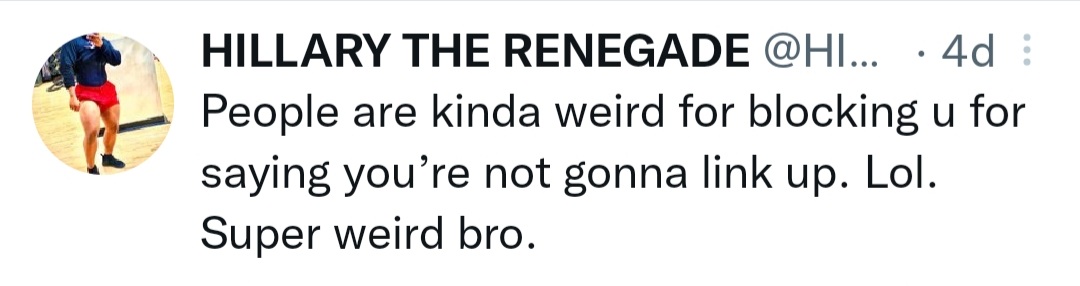 HILLARY THE RENEGADE @HI... · 4d
People are kinda weird for blocking u for
saying you’re not gonna link up. Lol.
Super weird bro.